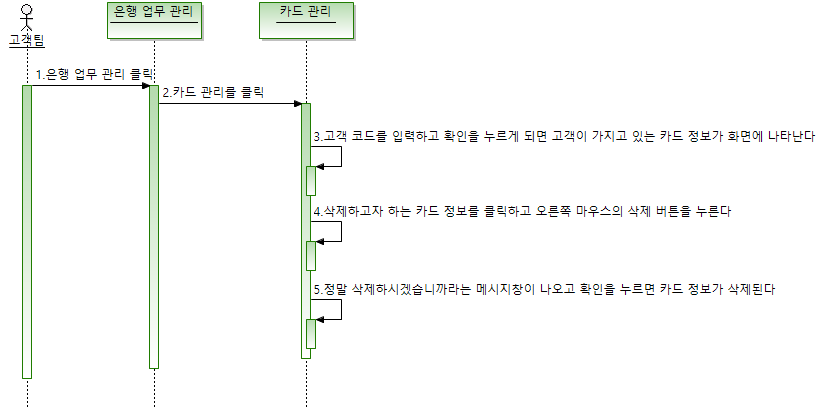 은행 업무 관리
카드 관리
고객팀
1.은행 업무 관리 클릭
2.카드 관리를 클릭
3.고객 코드를 입력하고 확인을 누르게 되면 고객이 가지고 있는 카드 정보가 화면에 나타난다
4.삭제하고자 하는 카드 정보를 클릭하고 오른쪽 마우스의 삭제 버튼을 누른다
5.정말 삭제하시겠습니까라는 메시지창이 나오고 확인을 누르면 카드 정보가 삭제된다